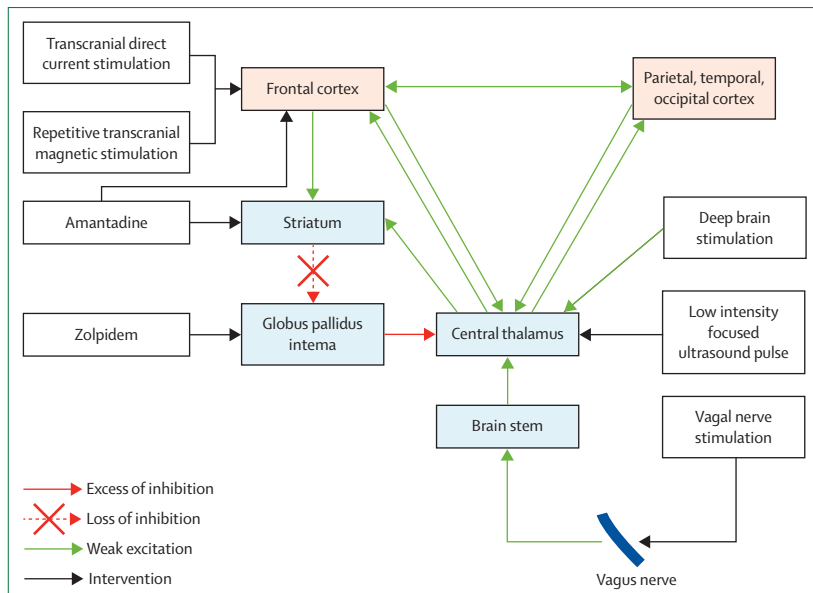 Transcranial direct
current stimulation
Frontal cortex
Parietal, temporal,
occipital cortex
Repetitive transcranial
magnetic stimulation
Amantadine
Striatum
Deep brain
stimulation
Zolpidem
Globus pallidus
intema
Central thalamus
Low intensity
focused
ultrasound pulse
Brain stem
Vagal nerve
stimulation
Excess of inhibition
Loss of inhibition
Weak excitation
Intervention
Vagus nerve